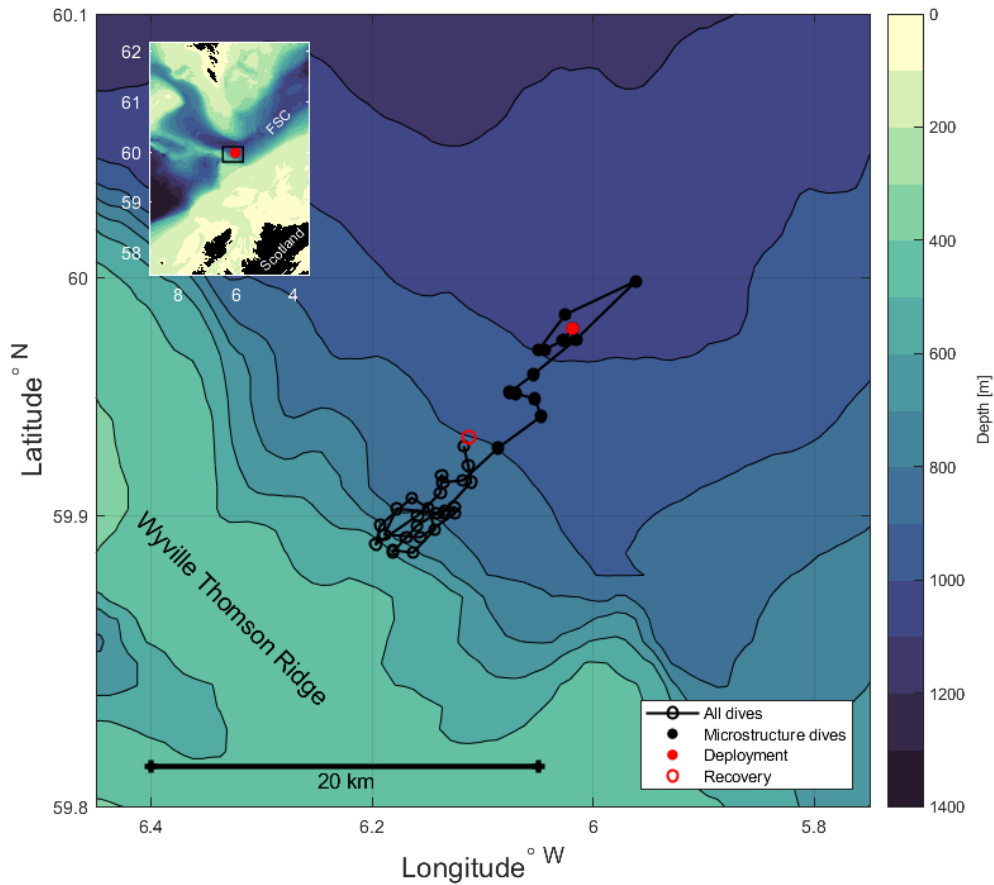 60.1
60
59.9
59.8
Latitude° N
62
61
60
59
58
8 6 4
FSC
Scotland
Wyville Thomson Ridge
20 km
All dives
Microstructure dives
Deployment
Recovery
6.4 6.2 6 5.8
Longitude° W
0
200
400
600
800
1000
1200
1400
Depth [m]